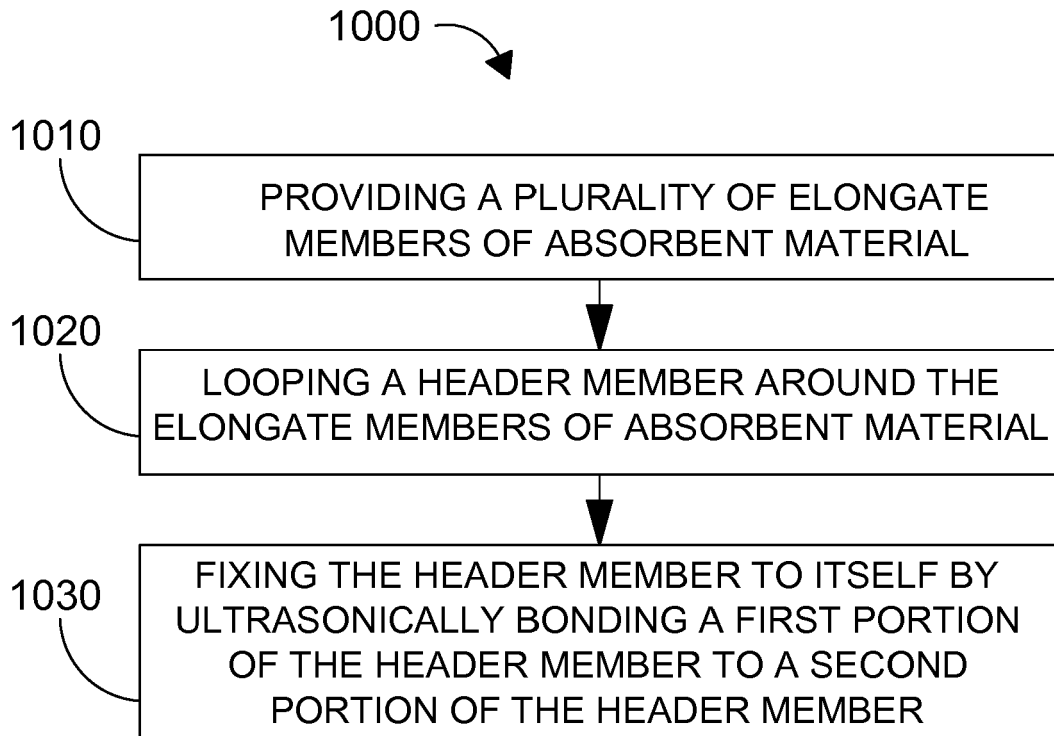 1000
1010
PROVIDING A PLURALITY OF ELONGATE
MEMBERS OF ABSORBENT MATERIAL
1020
LOOPING A HEADER MEMBER AROUND THE
ELONGATE MEMBERS OF ABSORBENT MATERIAL
1030
FIXING THE HEADER MEMBER TO ITSELF BY
ULTRASONICALLY BONDING A FIRST PORTION
OF THE HEADER MEMBER TO A SECOND
PORTION OF THE HEADER MEMBER